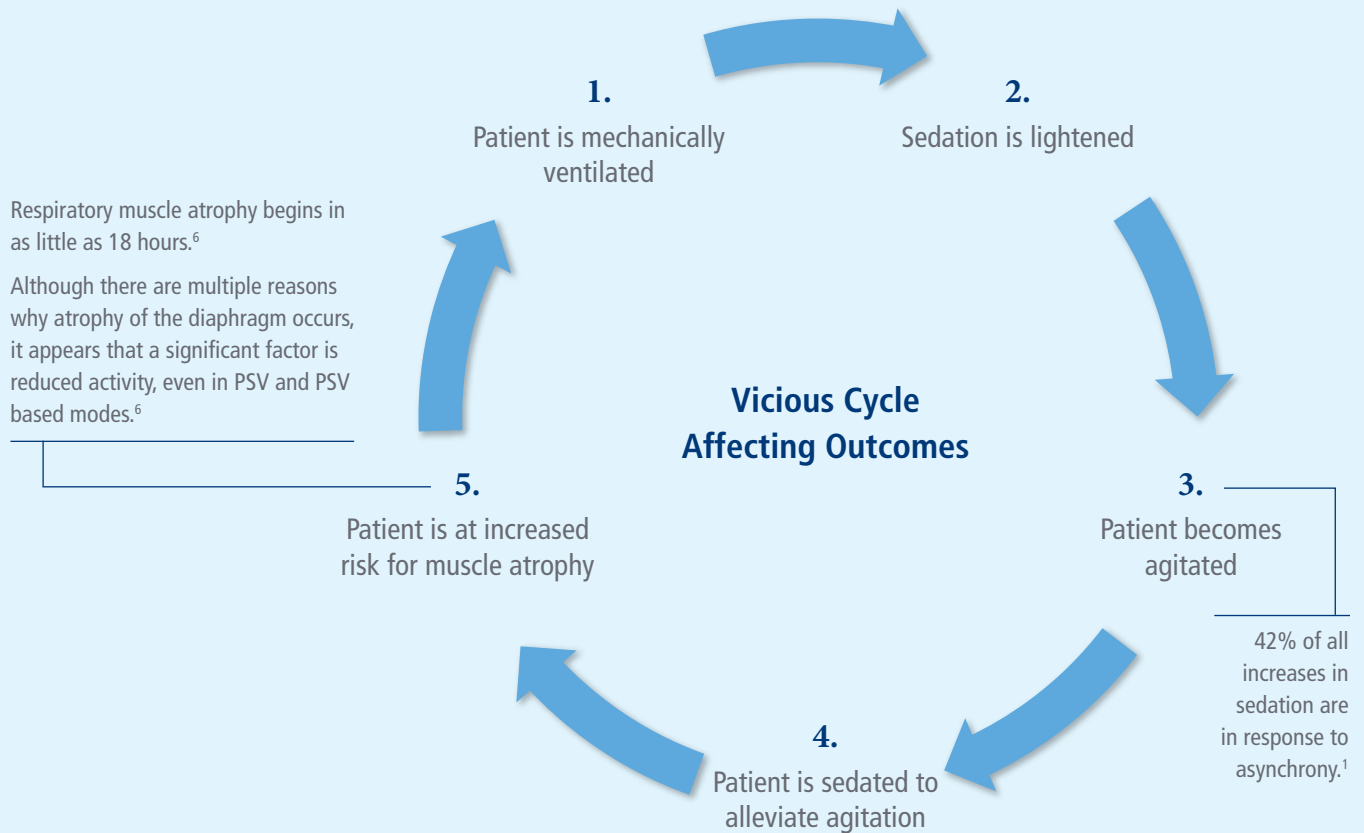 1.
Patient is mechanically
ventilated
2.
Sedation is lightened
Respiratory muscle atrophy begins in
as little as 18 hours.⁶
Although there are multiple reasons
why atrophy of the diaphragm occurs,
it appears that a significant factor is
reduced activity, even in PSV and PSV
based modes.⁶
Vicious Cycle
Affecting Outcomes
3.
Patient becomes
agitated
42% of all
increases in
sedation are
in response to
asynchrony.¹
4.
Patient is sedated to
alleviate agitation
5.
Patient is at increased
risk for muscle atrophy